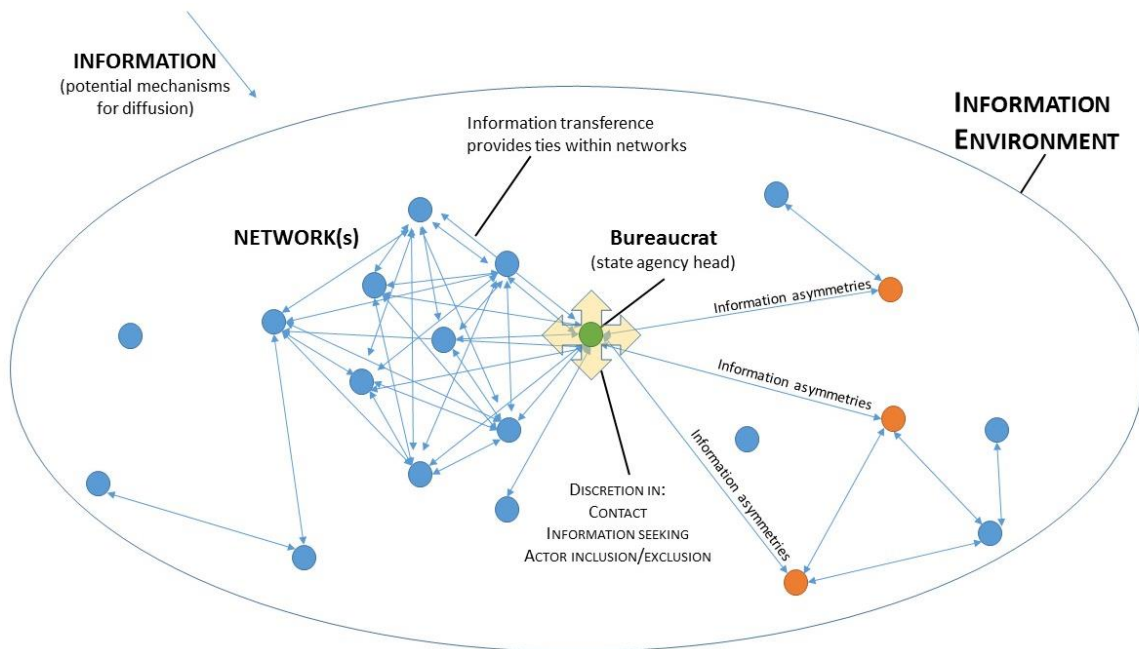 INFORMATION
(potential mechanisms
for diffusion)
INFORMATION
ENVIRONMENT
Information transference
provides ties within networks
NETWORK(s)
Bureaucrat
(state agency head)
Information asymmetries
Information asymmetries
Information asymmetries
DISCRETION IN:
CONTACT
INFORMATION SEEKING
ACTOR INCLUSION/EXCLUSION